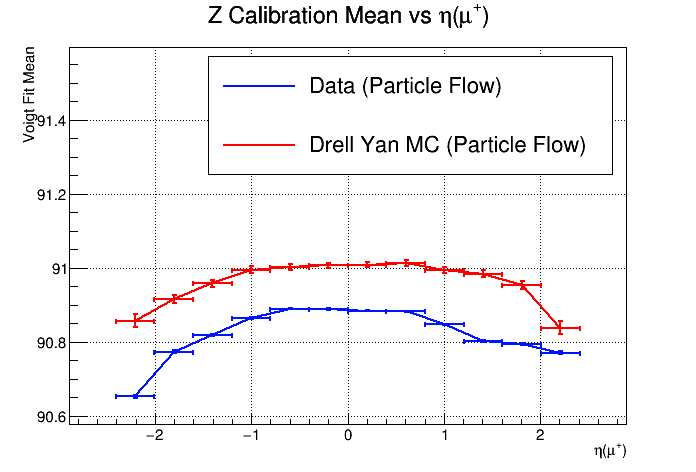 Z Calibration Mean vs η(μ⁺)
Voigt Fit Mean
Data (Particle Flow)
Drell Yan MC (Particle Flow)
91.4
91.2
91
90.8
90.6
−2 −1 0 1 2
η(μ⁺)